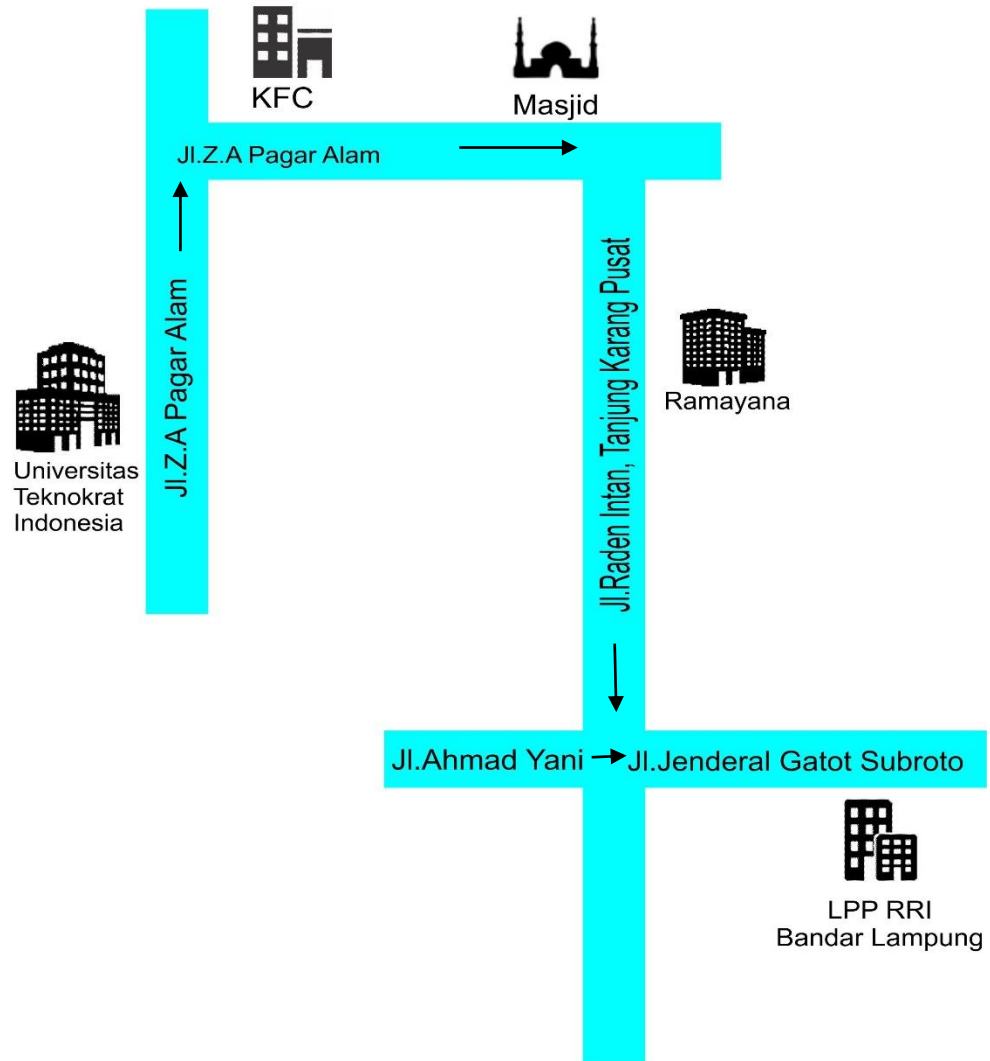 KFC
Masjid
Jl.Z.A Pagar Alam
Jl.Z.A Pagar Alam
Jl.Raden Intan, Tanjung Karang Pusat
Ramayana
Universitas
Teknokrat
Indonesia
Jl.Ahmad Yani
Jl.Jenderal Gatot Subroto
LPP RRI
Bandar Lampung